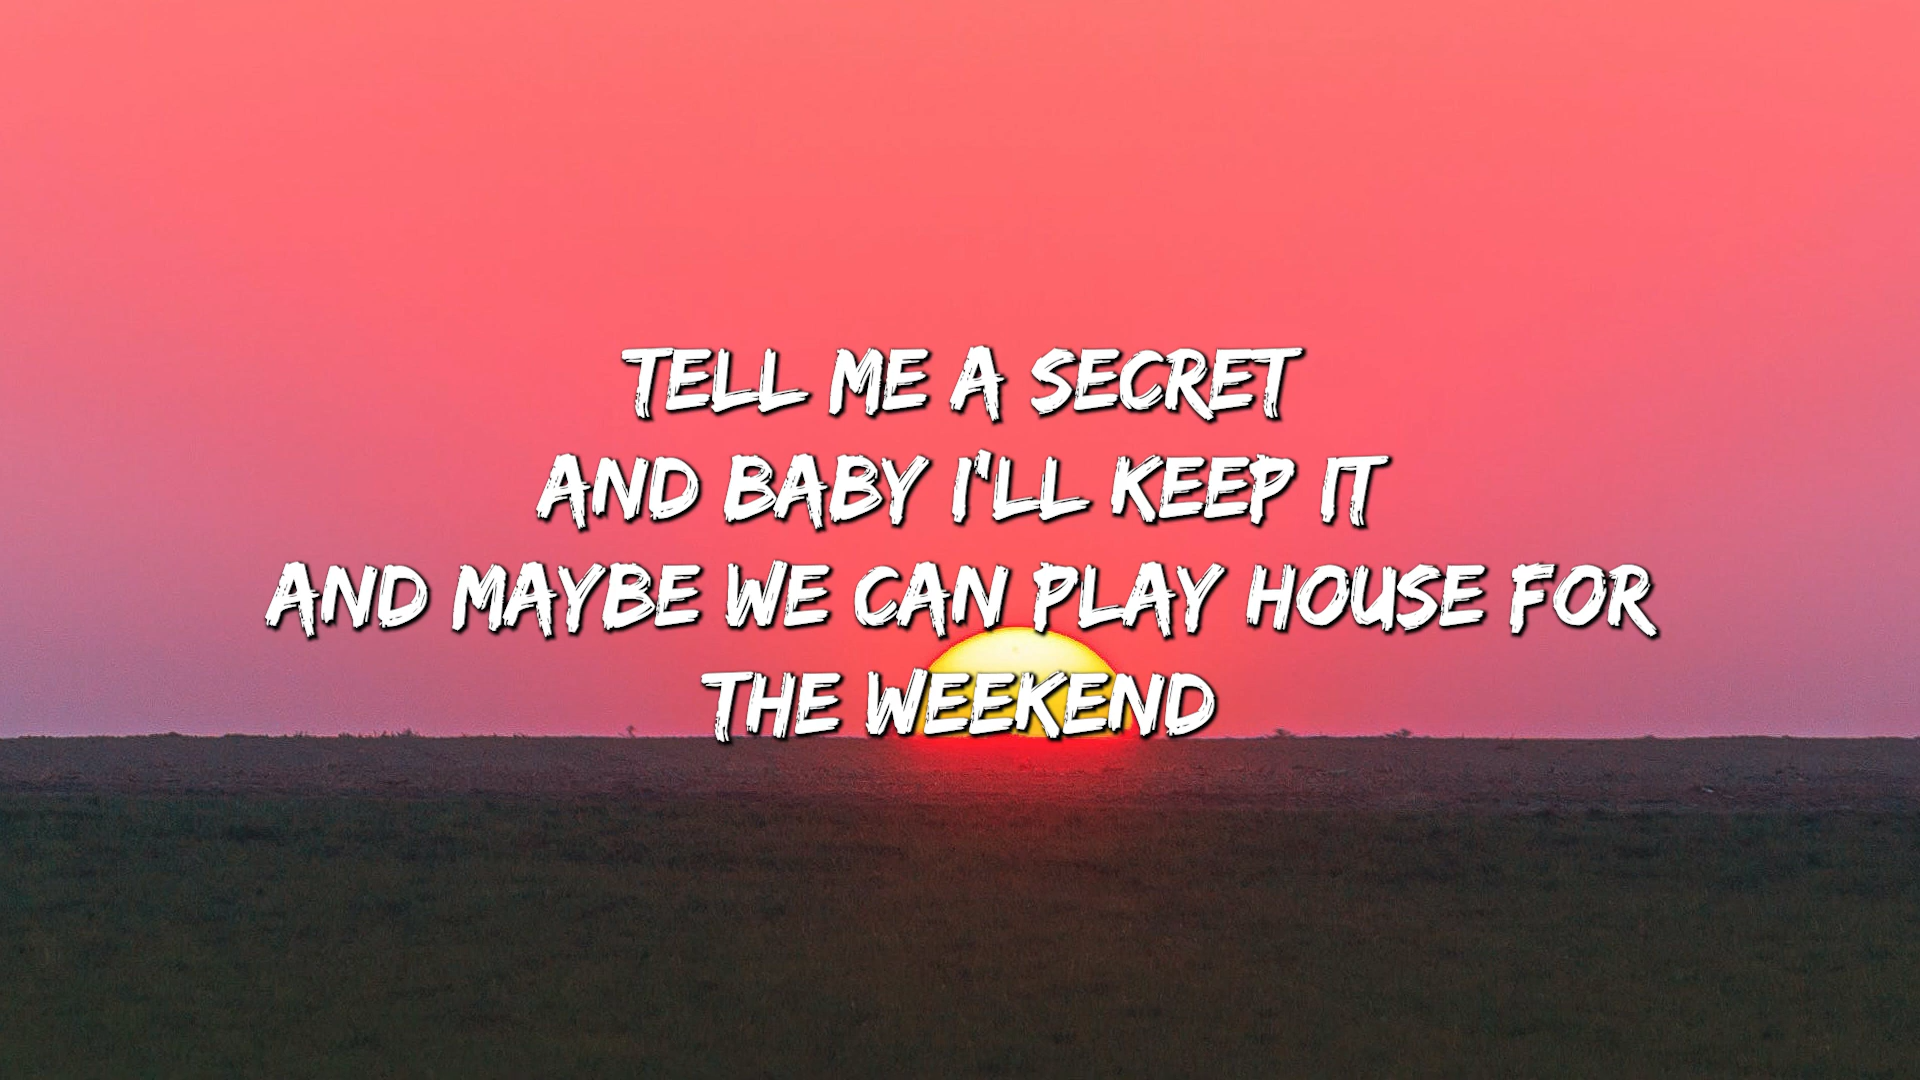 TELL ME A SECRET
AND BABY I'LL KEEP IT
AND MAYBE WE CAN PLAY HOUSE FOR
THE WEEKEND